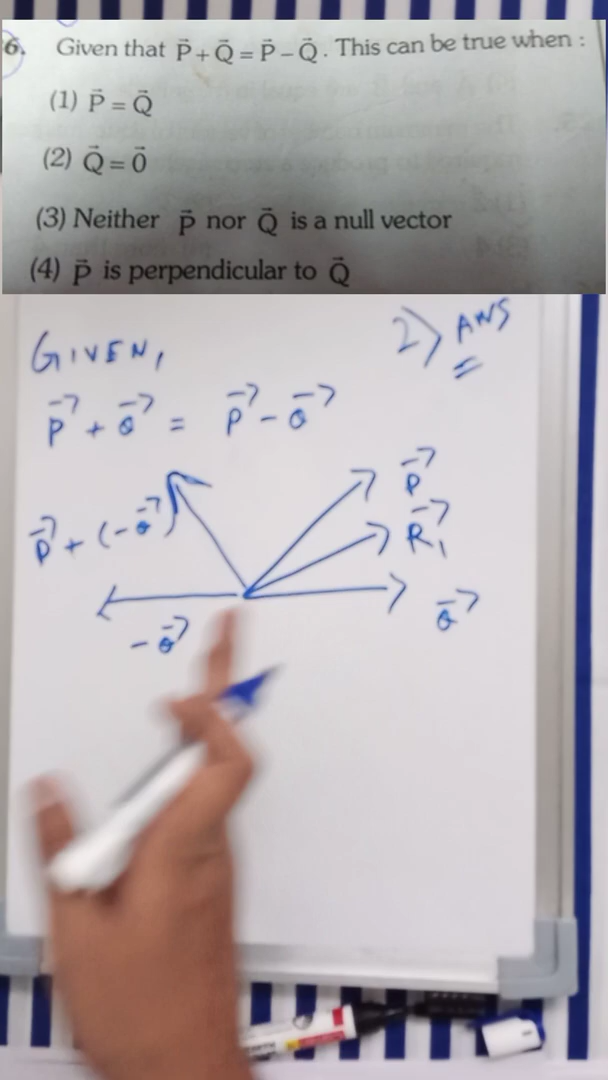 6. Given that P⃗ + Q⃗ = P⃗ – Q⃗. This can be true when :
(1) P⃗ = Q⃗
(2) Q⃗ = 0⃗
(3) Neither P⃗ nor Q⃗ is a null vector
(4) P⃗ is perpendicular to Q⃗
GIVEN,
2) ANS
P⃗ + Q⃗ = P⃗ – Q⃗
P⃗
P⃗ + (-Q⃗)
R⃗₁
Q⃗
-Q⃗